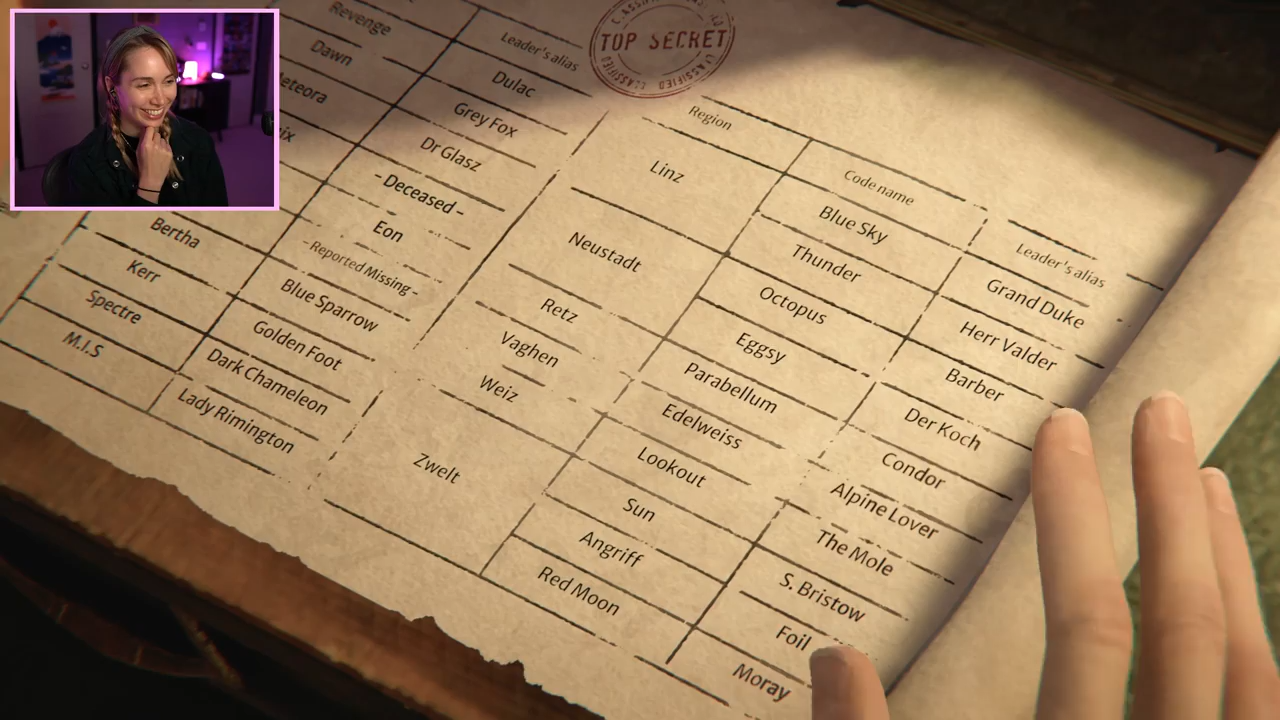 Revenge
Dawn
Bertha
Kerr
Spectre
M.I.S
Leader's alias
Dulac
Grey Fox
Dr Glasz
- Deceased -
Eon
- Reported Missing -
Blue Sparrow
Golden Foot
Dark Chameleon
Lady Rimington
TOP SECRET
CLASSIFIED
Region
Linz
Neustadt
Retz
Vaghen
Weiz
Zwelt
Code name
Blue Sky
Thunder
Octopus
Eggsy
Parabellum
Edelweiss
Lookout
Sun
Angriff
Red Moon
Leader's alias
Grand Duke
Herr Valder
Barber
Der Koch
Condor
Alpine Lover
The Mole
S. Bristow
Foil
Moray